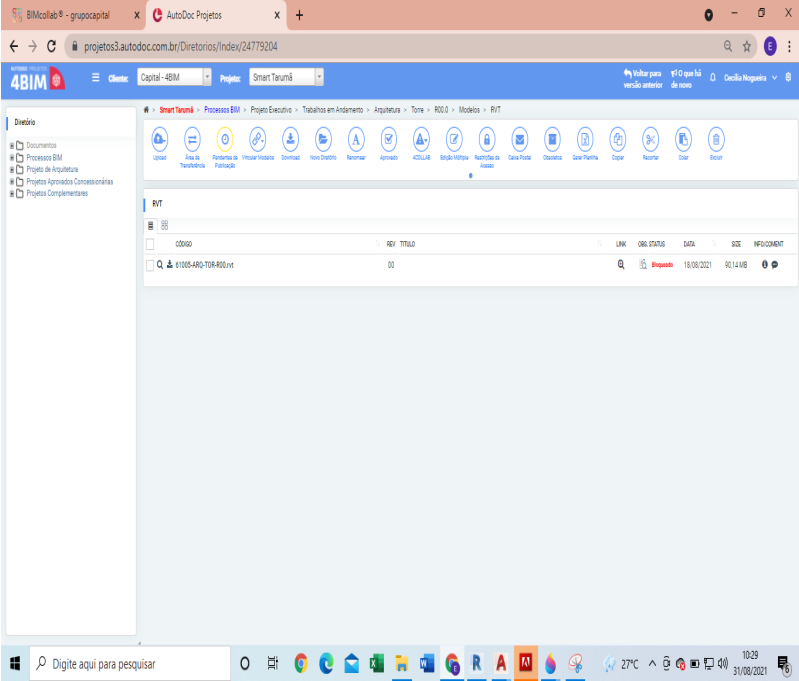 BIMcollab® - grupocapital
AutoDoc Projetos
projetos3.autodoc.com.br/Diretorios/Index/24779204
E
AUTODOC PROJETOS
4BIM
Cliente:
Capital - 4BIM
Projeto:
Smart Tarumã
Voltar para versão anterior
O que há de novo
Cecilia Nogueira
> Smart Tarumã > Processos BIM > Projeto Executivo > Trabalhos em Andamento > Arquitetura > Torre > R00.0 > Modelos > RVT
Diretório
Documentos
Processos BIM
Projeto de Arquitetura
Projetos Aprovados Concessionárias
Projetos Complementares
Upload
Área de Transferência
Pendentes de Publicação
Vincular Modelos
Download
Novo Diretório
Renomear
Aprovado
4COLLAB
Edição Múltipla
Restrições de Acesso
Caixa Postal
Obsoletos
Gerar Planilha
Copiar
Recortar
Colar
Excluir
RVT
CÓDIGO REV TITULO LINK OBS. STATUS DATA SIZE INFO/COMENT
61005-ARQ-TOR-R00.rvt 00 Bloqueado 18/08/2021 90,14 MB
Digite aqui para pesquisar
27°C
10:29
31/08/2021